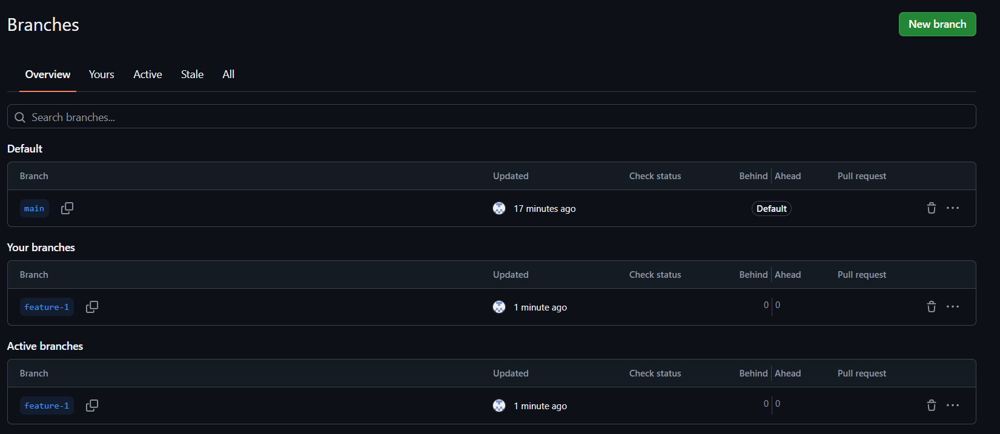 Branches
New branch
Overview Yours Active Stale All
Search branches...
Default
Branch Updated Check status Behind Ahead Pull request
main 17 minutes ago Default
Your branches
Branch Updated Check status Behind Ahead Pull request
feature-1 1 minute ago 0 0
Active branches
Branch Updated Check status Behind Ahead Pull request
feature-1 1 minute ago 0 0